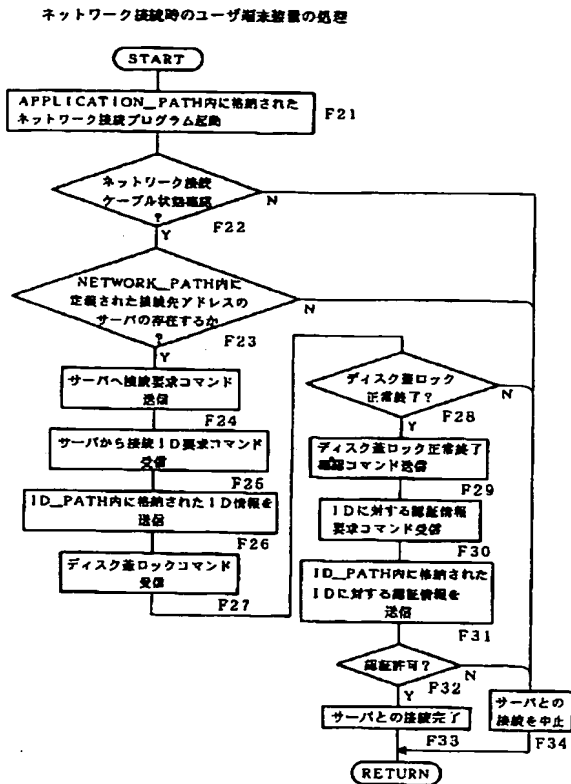 ネットワーク接続時のユーザ端末装置の処理
START
APPLICATION_PATH内に格納された
ネットワーク接続プログラム起動
F21
ネットワーク接続
ケーブル状態確認
?
N
Y
F22
NETWORK_PATH内に
定義された接続先アドレスの
サーバの存在するか
?
N
Y
F23
サーバへ接続要求コマンド
送信
F24
サーバから接続ID要求コマンド
受信
F25
ID_PATH内に格納されたID情報を
送信
F26
ディスク蓋ロックコマンド
受信
F27
ディスク蓋ロック
正常終了?
N
Y
F28
ディスク蓋ロック正常終了
確認コマンド送信
F29
IDに対する認証情報
要求コマンド受信
F30
ID_PATH内に格納された
IDに対する認証情報を
送信
F31
認証許可?
N
Y
F32
サーバとの接続完了
F33
サーバとの
接続を中止
F34
RETURN